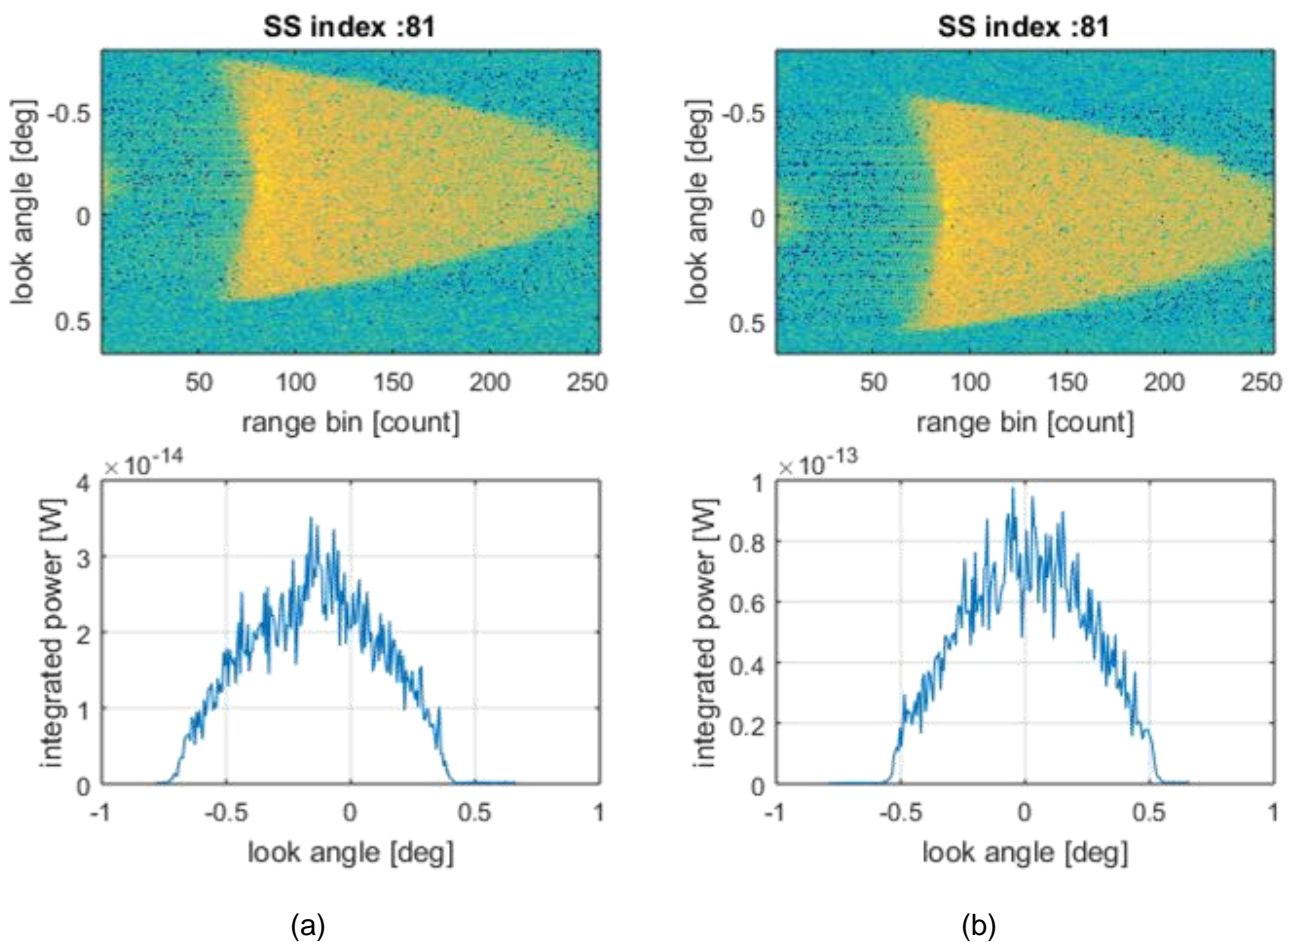 SS index :81
look angle [deg]
-0.5
0
0.5
50 100 150 200 250
range bin [count]
SS index :81
look angle [deg]
-0.5
0
0.5
50 100 150 200 250
range bin [count]
×10-14
integrated power [W]
4
3
2
1
0
-1 -0.5 0 0.5 1
look angle [deg]
×10-13
integrated power [W]
1
0.8
0.6
0.4
0.2
0
-1 -0.5 0 0.5 1
look angle [deg]
(a)
(b)